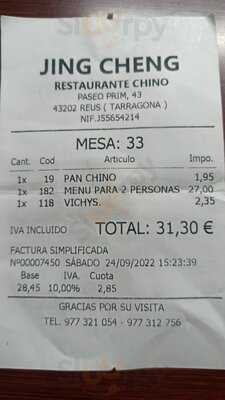 JING CHENG
RESTAURANTE CHINO
PASEO PRIM, 43
43202 REUS ( TARRAGONA )
NIF.J55654214
MESA: 33
Cant. Cod Articulo Impo.
1x 19 PAN CHINO 1,95
1x 182 MENU PARA 2 PERSONAS 27,00
1x 118 VICHYS. 2,35
IVA INCLUIDO TOTAL: 31,30 €
FACTURA SIMPLIFICADA
Nº00007450 SÁBADO 24/09/2022 15:23:39
Base IVA. Cuota
28,45 10,00% 2,85
GRACIAS POR SU VISITA
TEL. 977 321 054 - 977 312 756